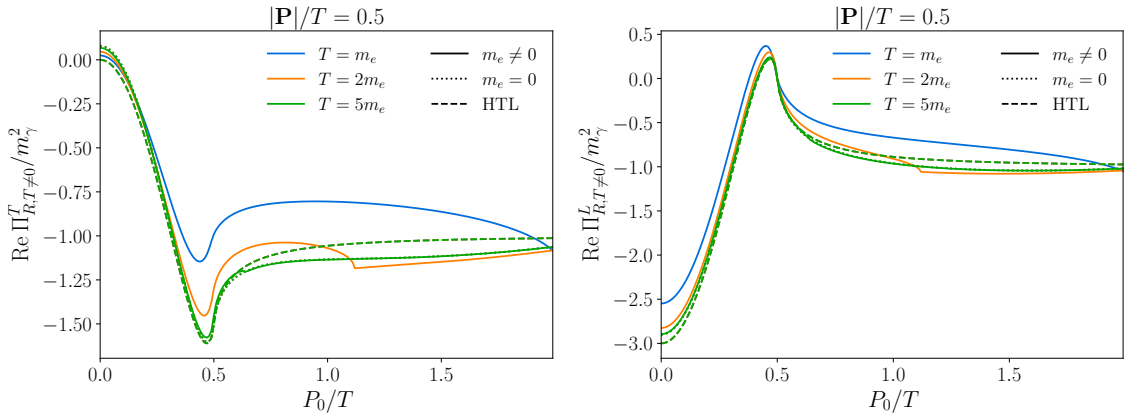 |P|/T = 0.5
T = m_e
T = 2m_e
T = 5m_e
m_e ≠ 0
m_e = 0
HTL
Re Π^T_{R,T≠0}/m_γ^2
0.00
−0.25
−0.50
−0.75
−1.00
−1.25
−1.50
0.0
0.5
1.0
1.5
P_0/T
|P|/T = 0.5
T = m_e
T = 2m_e
T = 5m_e
m_e ≠ 0
m_e = 0
HTL
Re Π^L_{R,T≠0}/m_γ^2
0.5
0.0
−0.5
−1.0
−1.5
−2.0
−2.5
−3.0
0.0
0.5
1.0
1.5
P_0/T